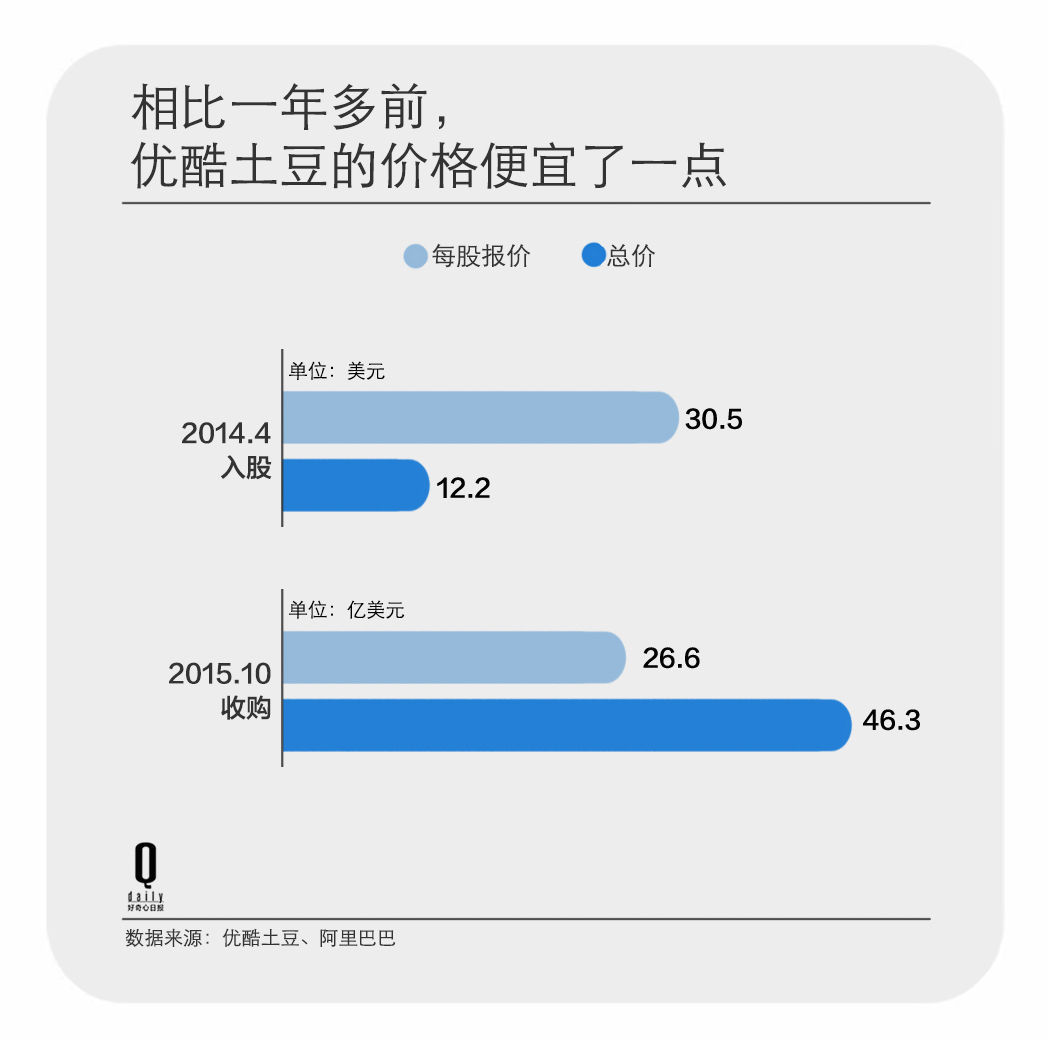 相比一年多前，
优酷土豆的价格便宜了一点
每股报价 总价
单位：美元
30.5
2014.4
入股
12.2
单位：亿美元
26.6
2015.10
收购
46.3
Q
daily
好奇心日报
数据来源：优酷土豆、阿里巴巴